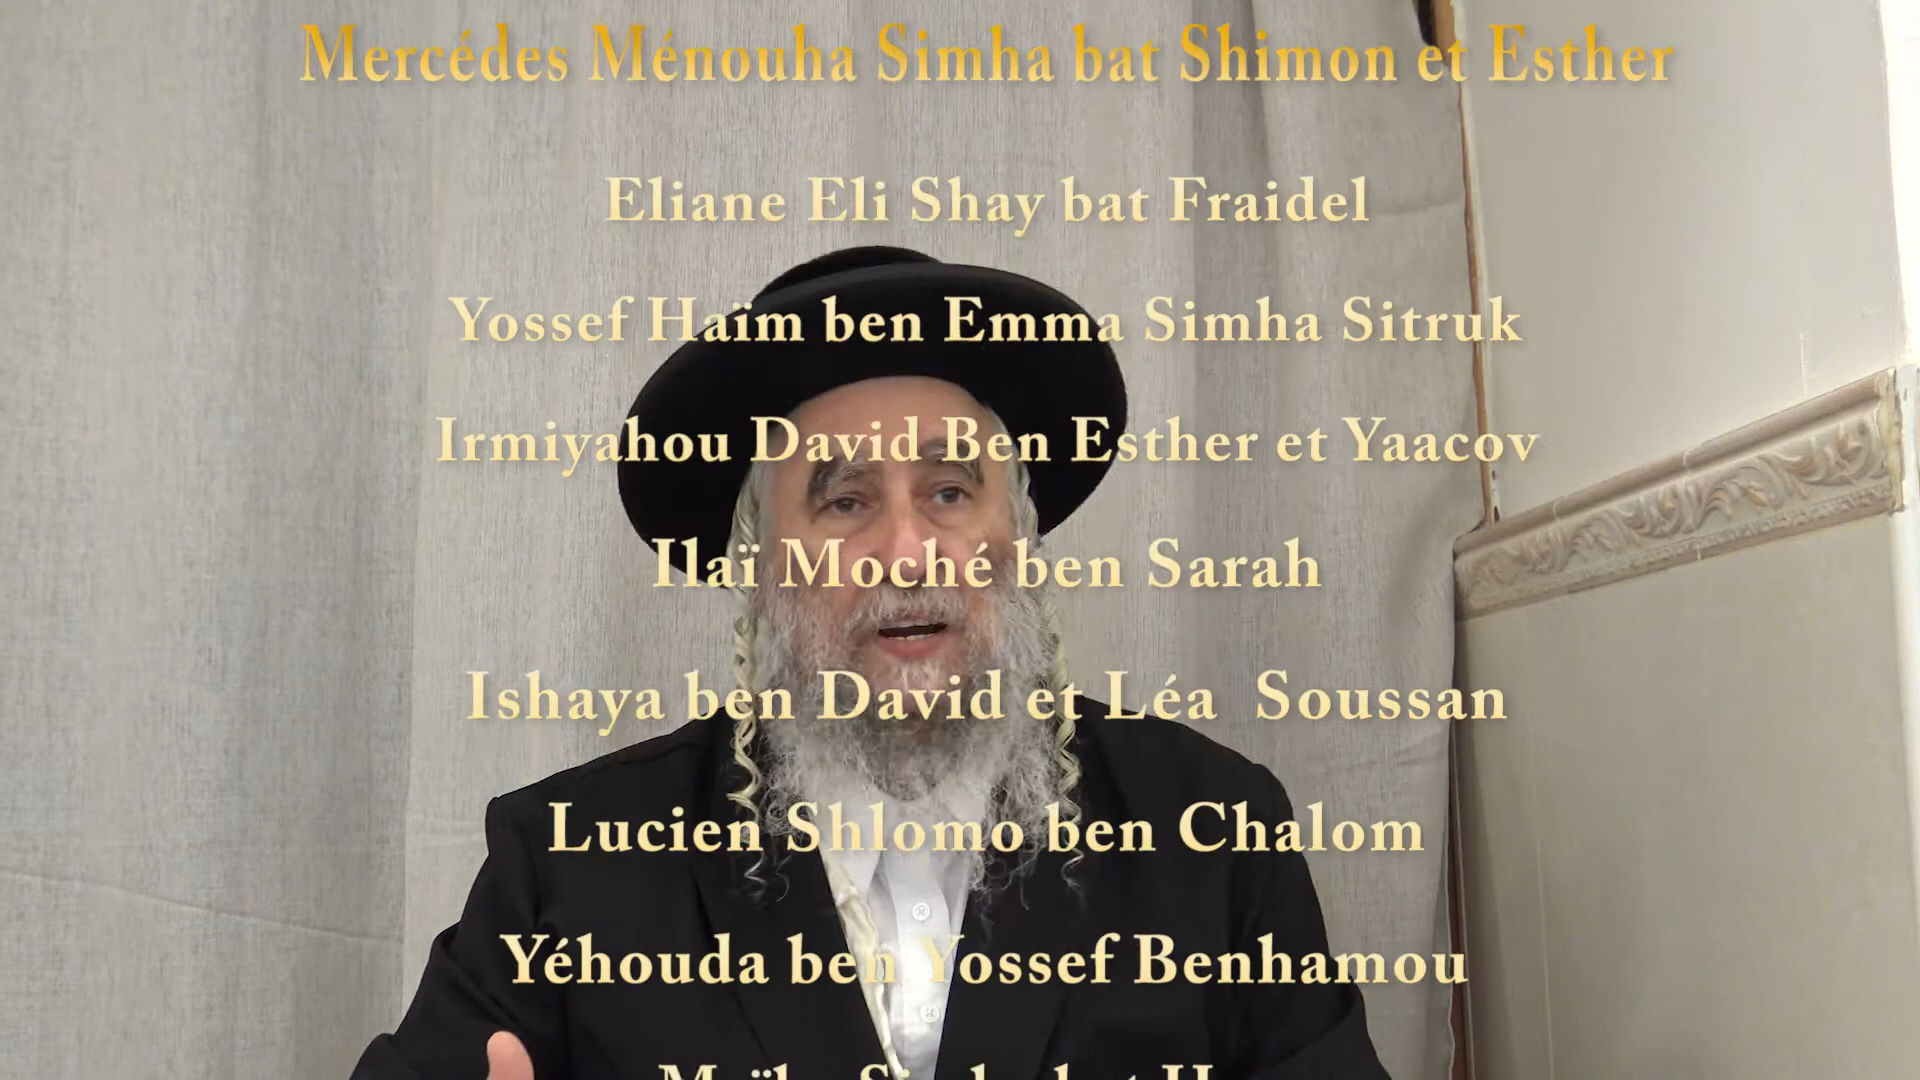 Mercédes Ménouha Simha bat Shimon et Esther
Eliane Eli Shay bat Fraidel
Yossef Haïm ben Emma Simha Sitruk
Irmiyahou David Ben Esther et Yaacov
Ilaï Moché ben Sarah
Ishaya ben David et Léa Soussan
Lucien Shlomo ben Chalom
Yéhouda ben Yossef Benhamou